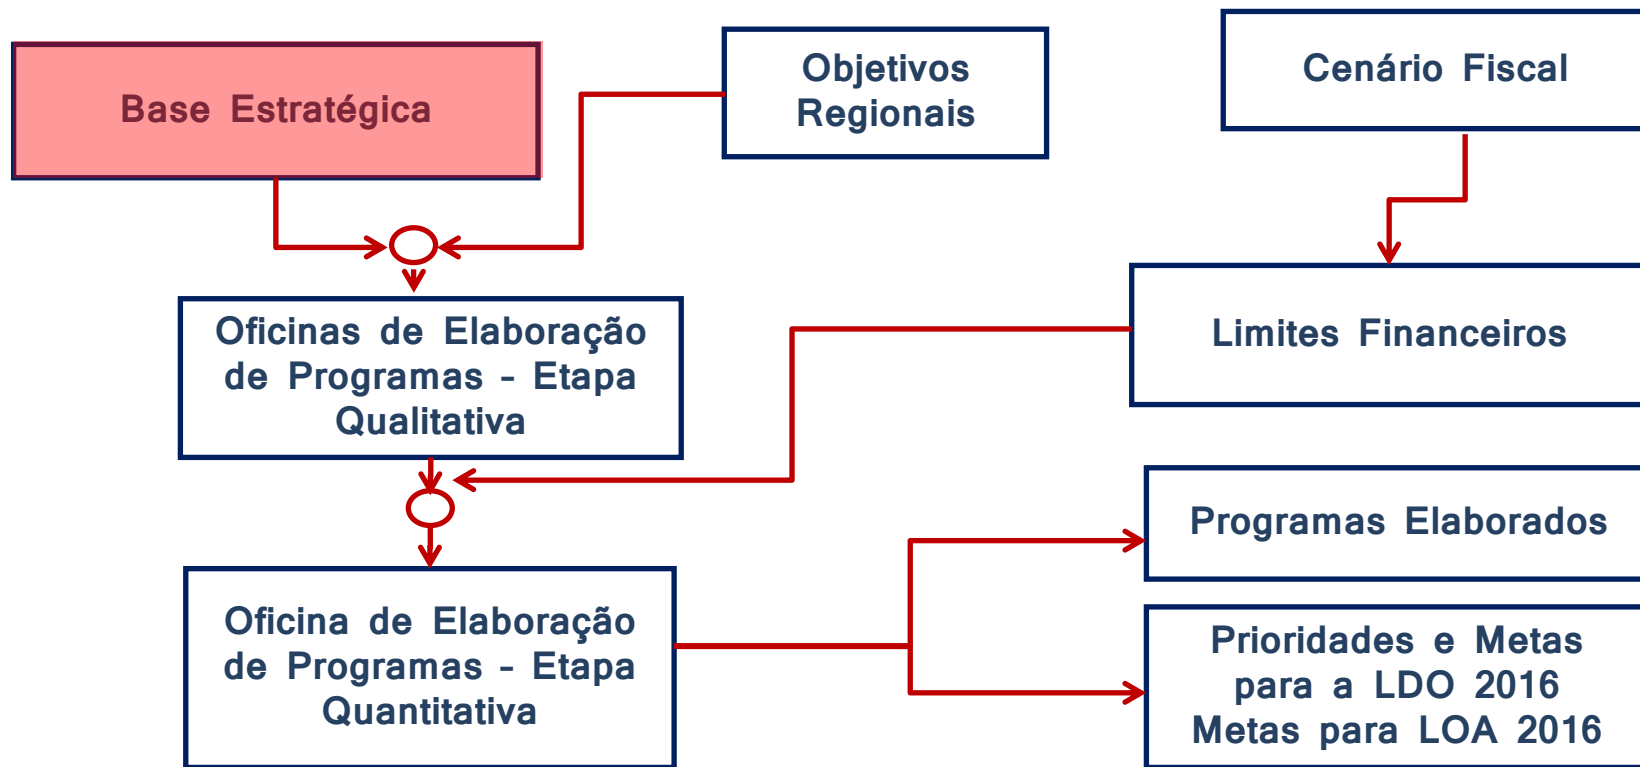 Base Estratégica
Objetivos
Regionais
Cenário Fiscal
Oficinas de Elaboração
de Programas - Etapa
Qualitativa
Limites Financeiros
Programas Elaborados
Oficina de Elaboração
de Programas - Etapa
Quantitativa
Prioridades e Metas
para a LDO 2016
Metas para LOA 2016